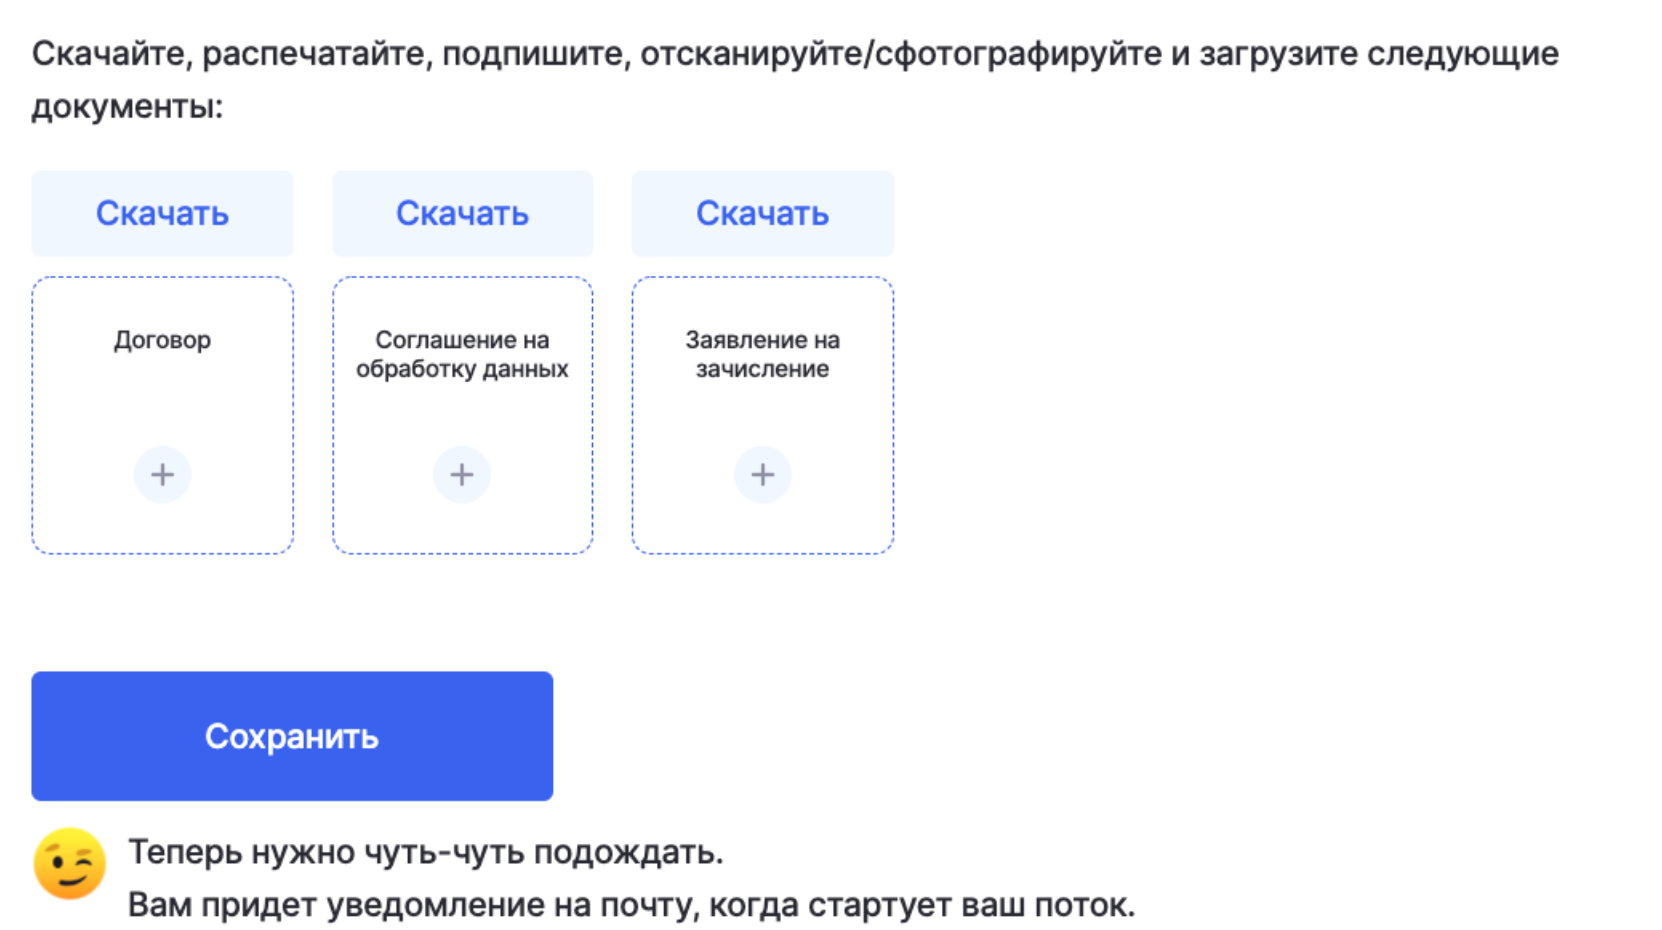 Скачайте, распечатайте, подпишите, отсканируйте/сфотографируйте и загрузите следующие
документы:
Скачать
Скачать
Скачать
Договор
Соглашение на
обработку данных
Заявление на
зачисление
Сохранить
Теперь нужно чуть-чуть подождать.
Вам придет уведомление на почту, когда стартует ваш поток.